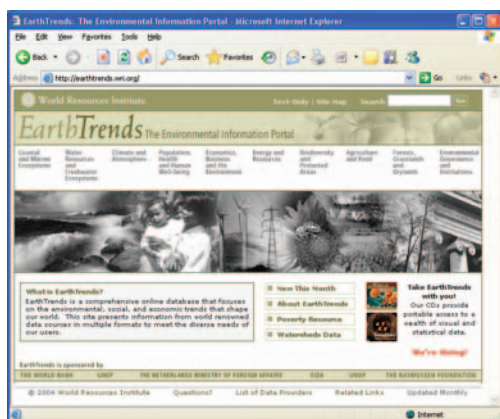 EarthTrends: The Environmental Information Portal - Microsoft Internet Explorer
File Edit View Favorites Tools Help
Back Search Favorites
Address http://earthtrends.wri.org/ Go Links
World Resources Institute Text-Only | Site Map Search Go
EarthTrends The Environmental Information Portal
Coastal and Marine Ecosystems
Water Resources and Freshwater Ecosystems
Climate and Atmosphere
Population, Health and Human Well-being
Economics, Business and the Environment
Energy and Resources
Biodiversity and Protected Areas
Agriculture and Food
Forests, Grasslands and Drylands
Environmental Governance and Institutions
What is EarthTrends?
EarthTrends is a comprehensive online database that focuses
on the environmental, social, and economic trends that shape
our world. This site presents information from world renowned
data sources in multiple formats to meet the diverse needs of
our users.
New This Month
About EarthTrends
Poverty Resource
Watersheds Data
Take EarthTrends
with you!
Our CDs provide
portable access to a
wealth of visual and
statistical data.
We're Hiring!
EarthTrends is sponsored by
THE WORLD BANK UNEP THE NETHERLANDS MINISTRY OF FOREIGN AFFAIRS SIDA UNDP THE RASMUSSEN FOUNDATION
© 2004 World Resources Institute Questions? List of Data Providers Related Links Updated Monthly
Internet